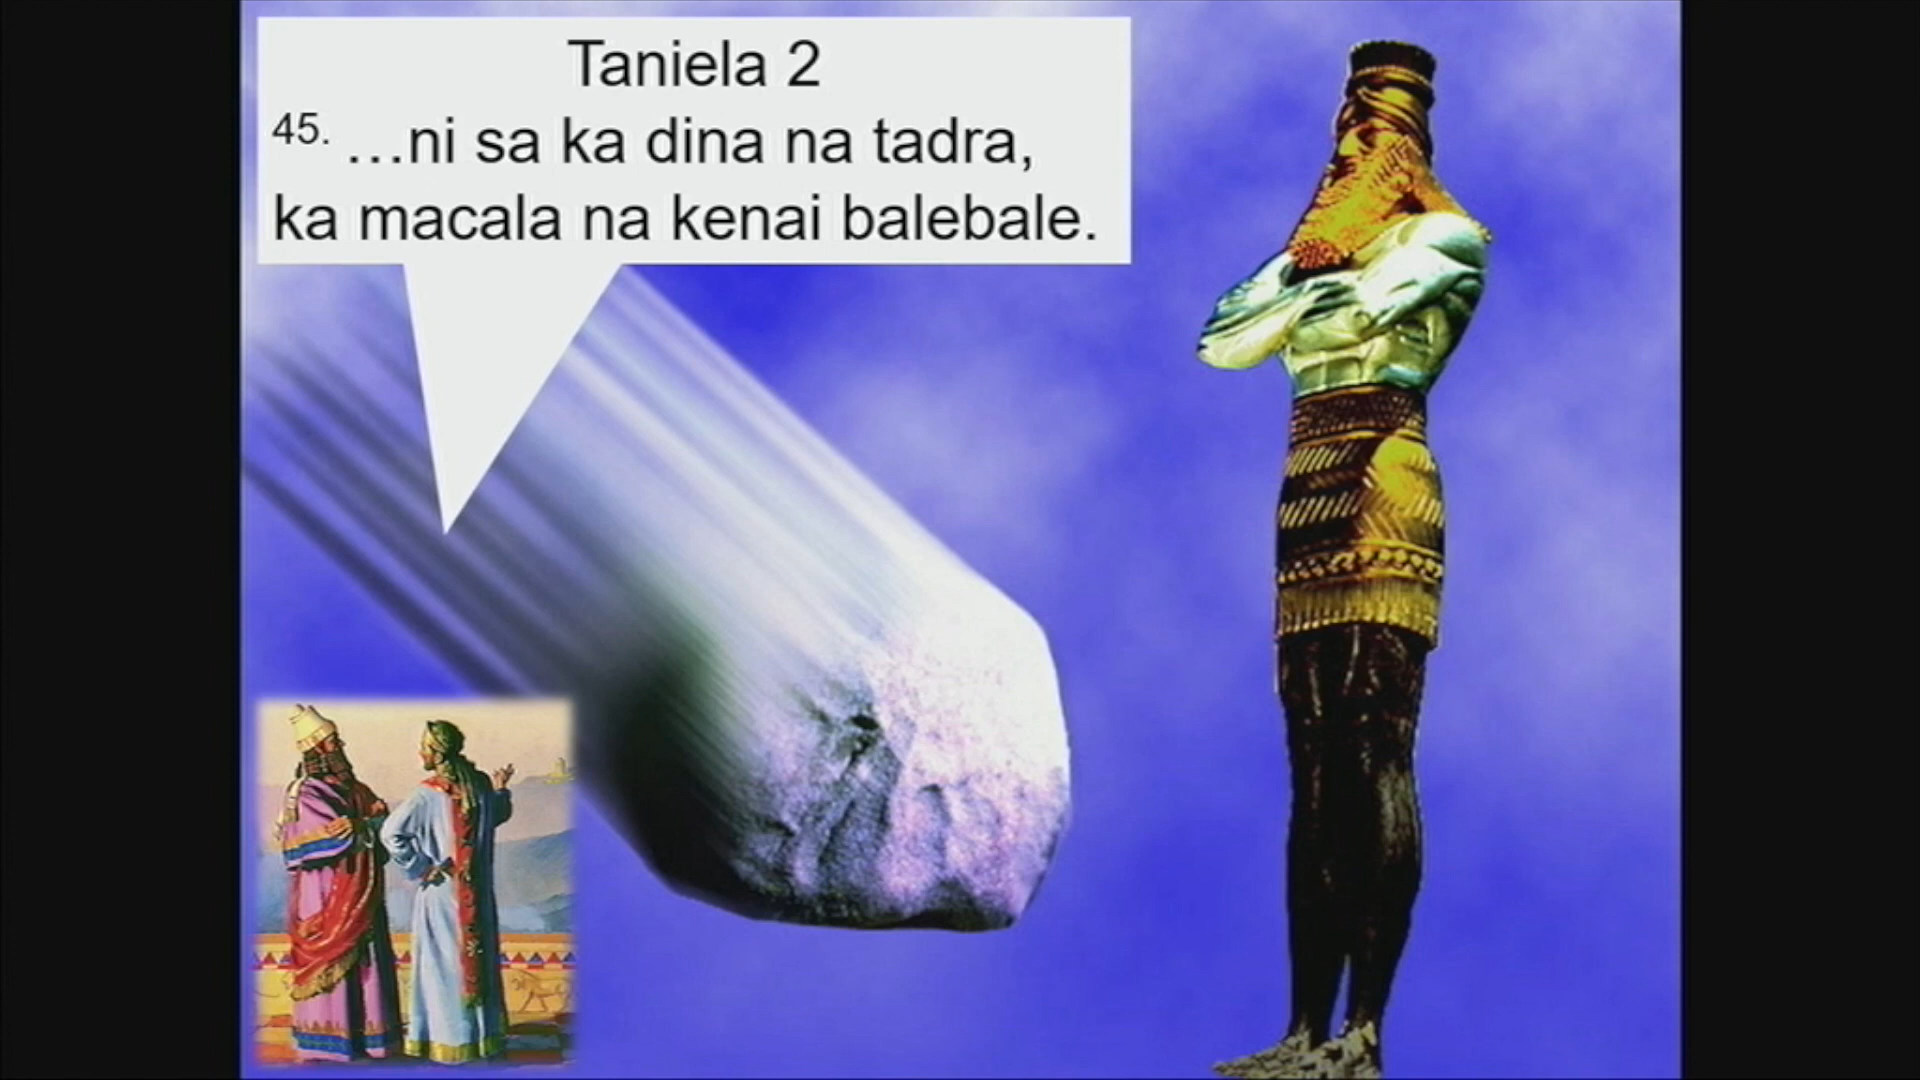 Taniela 2
45. …ni sa ka dina na tadra,
ka macala na kenai balebale.